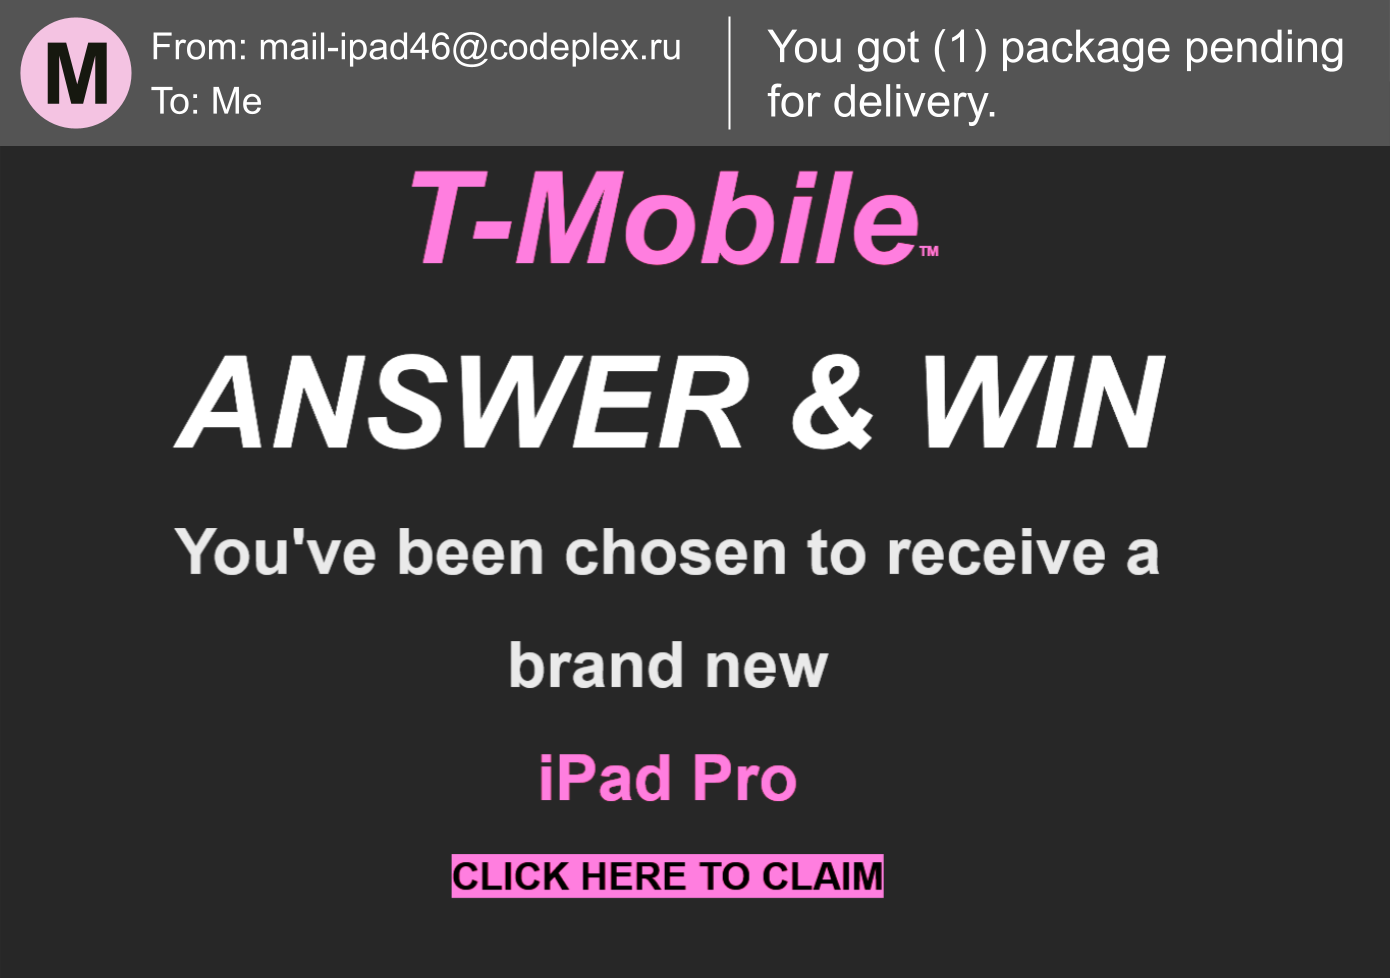 M
From: mail-ipad46@codeplex.ru
To: Me
You got (1) package pending
for delivery.
T-Mobile™
ANSWER & WIN
You've been chosen to receive a
brand new
iPad Pro
CLICK HERE TO CLAIM